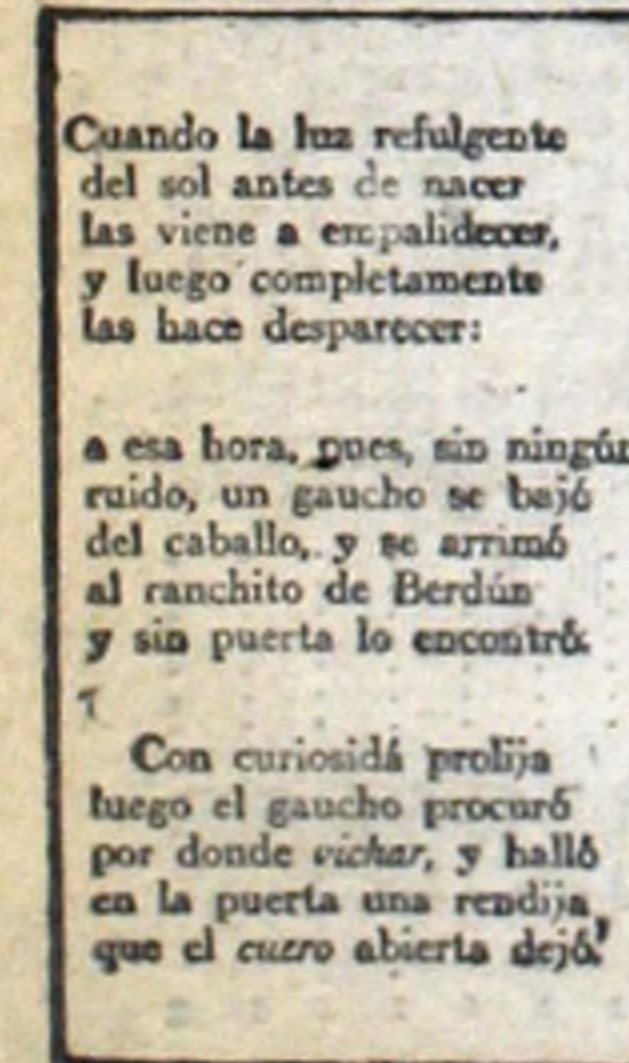 Cuando la luz refulgente
del sol antes de nacer
las viene a empalidecer,
y luego completamente
las hace desparecer:
a esa hora, pues, sin ningún
ruido, un gaucho se bajó
del caballo, y se arrimó
al ranchito de Berdún
y sin puerta lo encontró.
Con curiosidá prolija
luego el gaucho procuró
por donde vichar, y halló
en la puerta una rendija,
que el cuero abierta dejó.